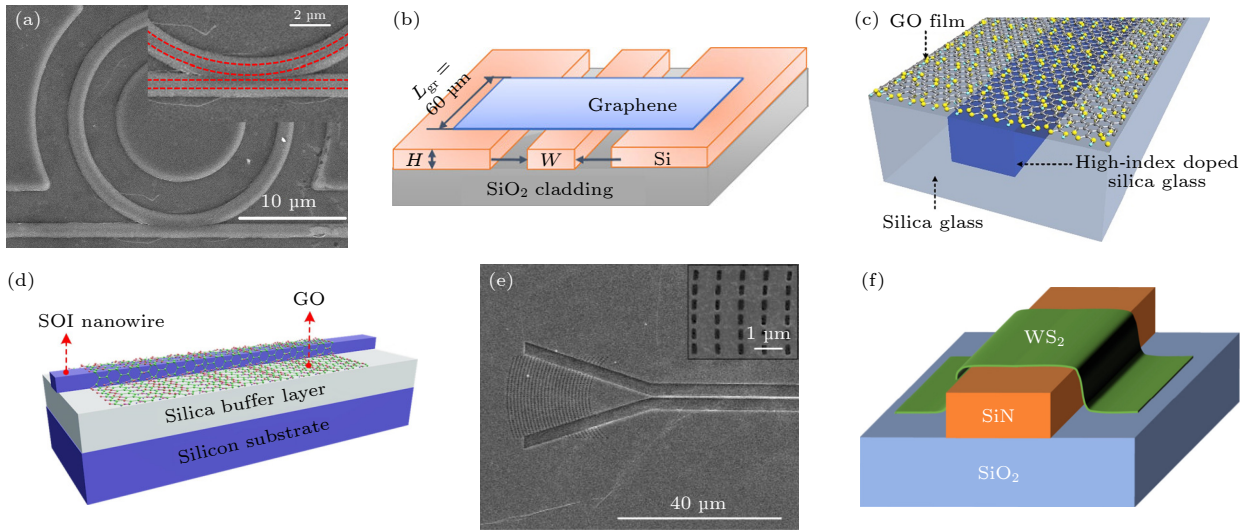 (a)
2 µm
10 µm
(b)
L_gr =
60 µm
Graphene
H
W
Si
SiO₂ cladding
(c)
GO film
High-index doped
silica glass
Silica glass
(d)
GO
SOI nanowire
Silica buffer layer
Silicon substrate
(e)
1 µm
40 µm
(f)
WS₂
SiN
SiO₂